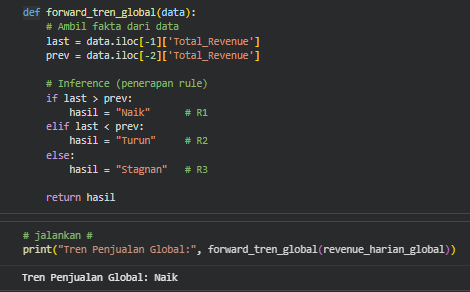 def forward_tren_global(data):
    # Ambil fakta dari data
    last = data.iloc[-1]['Total_Revenue']
    prev = data.iloc[-2]['Total_Revenue']

    # Inference (penerapan rule)
    if last > prev:
        hasil = "Naik"      # R1
    elif last < prev:
        hasil = "Turun"     # R2
    else:
        hasil = "Stagnan"   # R3

    return hasil

# jalankan #
print("Tren Penjualan Global:", forward_tren_global(revenue_harian_global))
Tren Penjualan Global: Naik